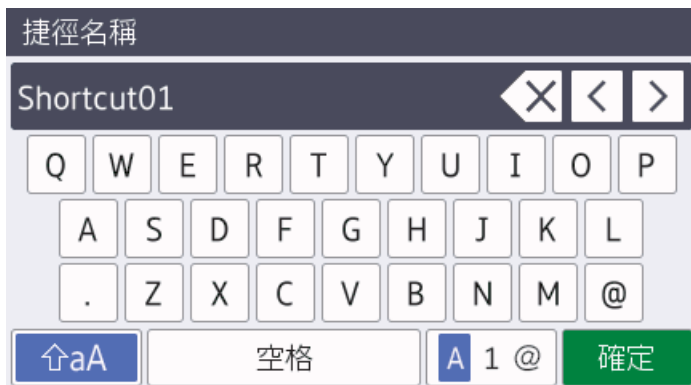 捷徑名稱
Shortcut01
Q W E R T Y U I O P
A S D F G H J K L
. Z X C V B N M @
⇧aA 空格 A 1 @ 確定